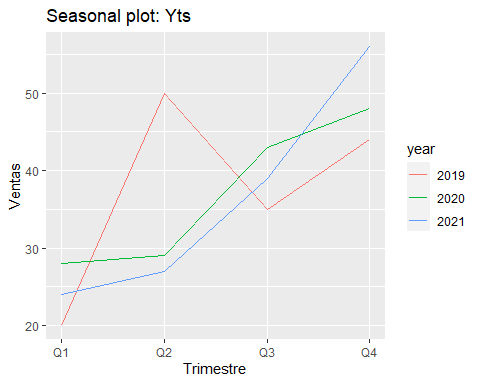 Seasonal plot: Yts
Ventas
50
40
30
20
Q1 Q2 Q3 Q4
Trimestre
year
2019
2020
2021